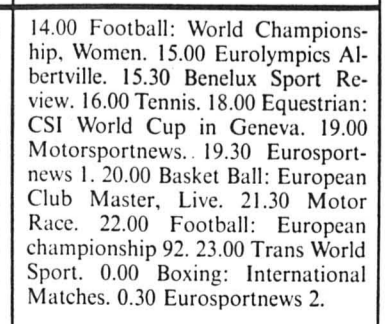 14.00 Football: World Champions-
hip, Women. 15.00 Eurolympics Al-
bertville. 15.30 Benelux Sport Re-
view. 16.00 Tennis. 18.00 Equestrian:
CSI World Cup in Geneva. 19.00
Motorsportnews. . 19.30 Eurosport-
news 1. 20.00 Basket Ball: European
Club Master, Live. 21.30 Motor
Race. 22.00 Football: European
championship 92. 23.00 Trans World
Sport. 0.00 Boxing: International
Matches. 0.30 Eurosportnews 2.